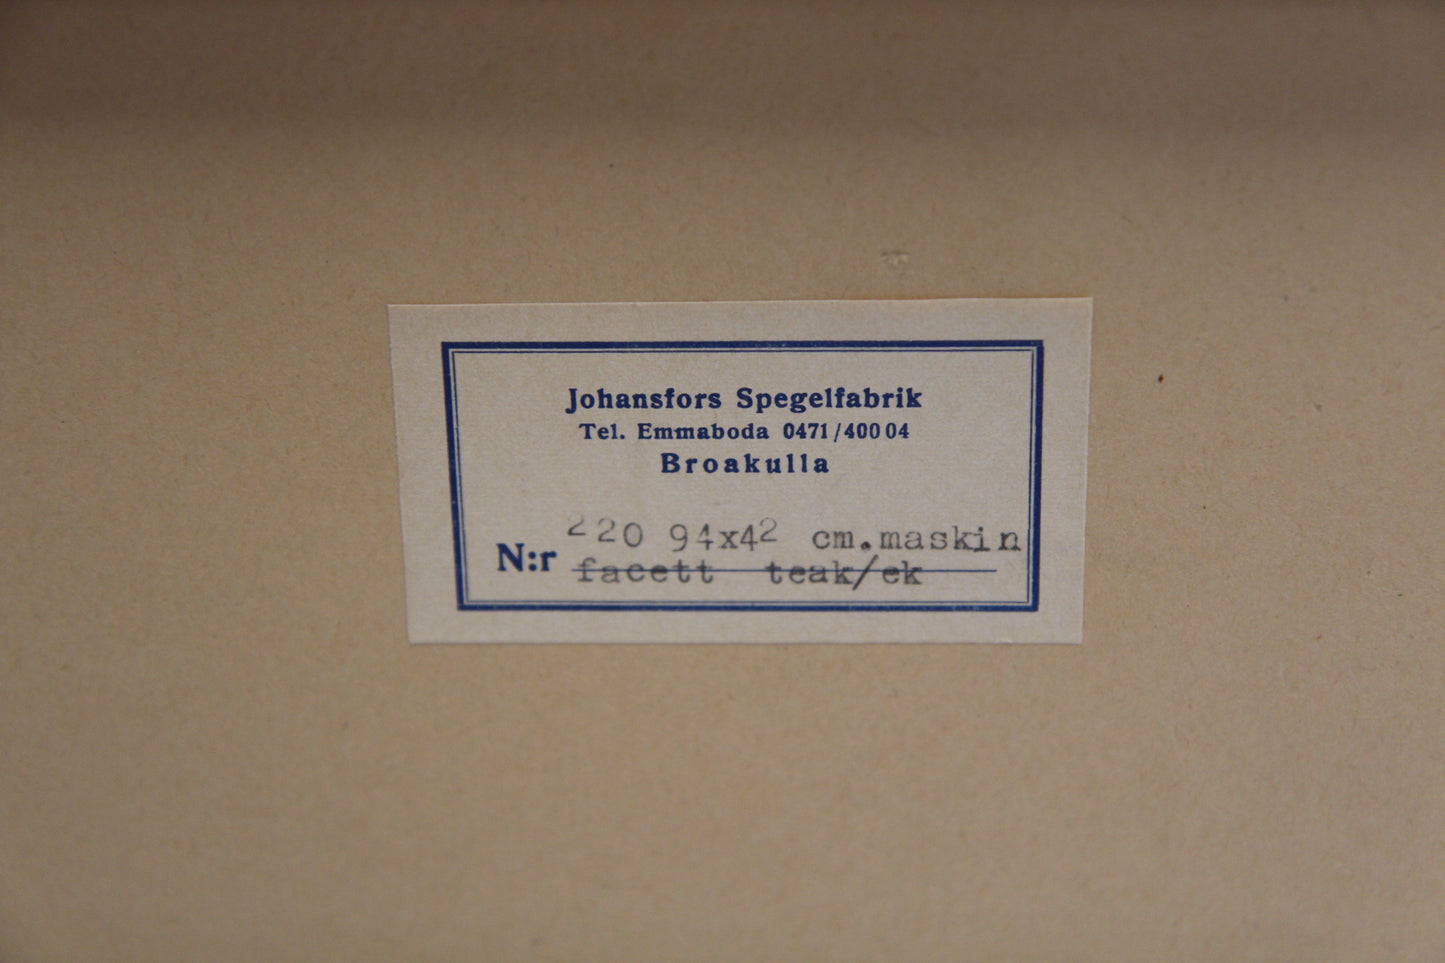 Johansfors Spegelfabrik
Tel. Emmaboda 0471/400 04
Broakulla
N:r 220 94x42 cm.maskin
facett teak/ek